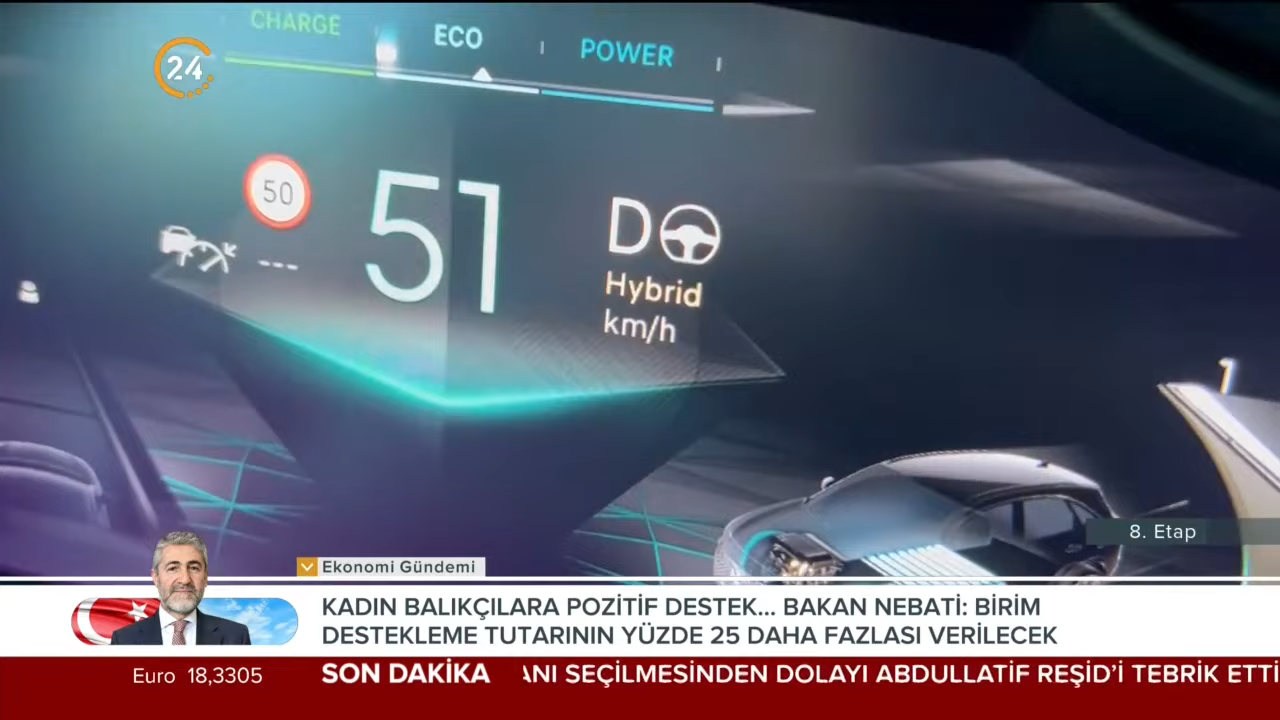 CHARGE
ECO
POWER
24
50
51
D
Hybrid
km/h
---
1
8. Etap
Ekonomi Gündemi
KADIN BALIKÇILARA POZİTİF DESTEK... BAKAN NEBATİ: BİRİM
DESTEKLEME TUTARININ YÜZDE 25 DAHA FAZLASI VERİLECEK
Euro 18,3305
SON DAKİKA
SEÇİLMESİNDEN DOLAYI ABDULLATİF REŞİD'İ TEBRİK ETTİ